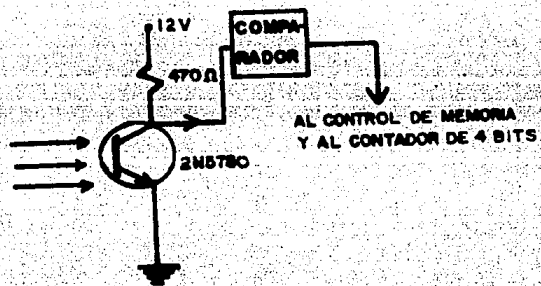 12V
COMPA-
RADOR
470Ω
AL CONTROL DE MEMORIA
Y AL CONTADOR DE 4 BITS
2N5780